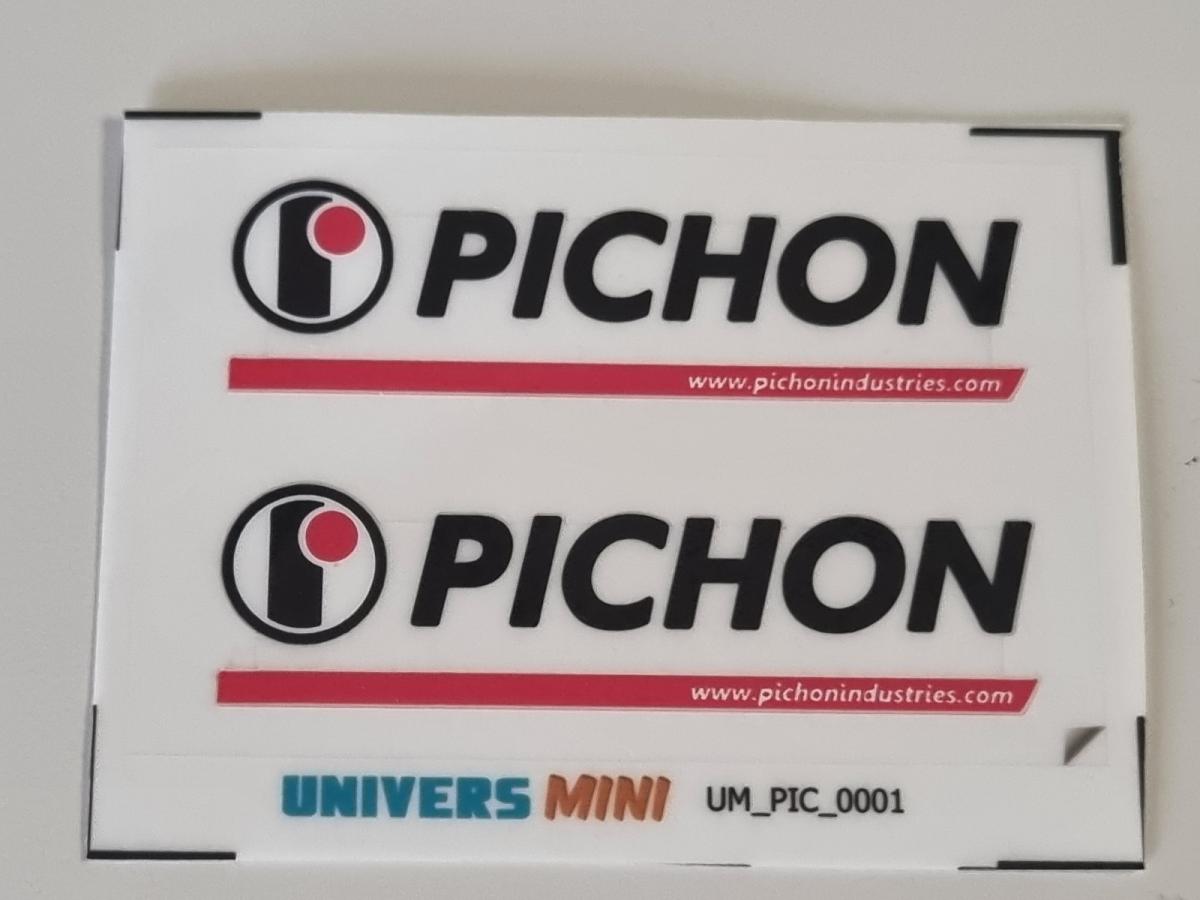 PICHON
www.pichonindustries.com
PICHON
www.pichonindustries.com
UNIVERS MINI UM_PIC_0001